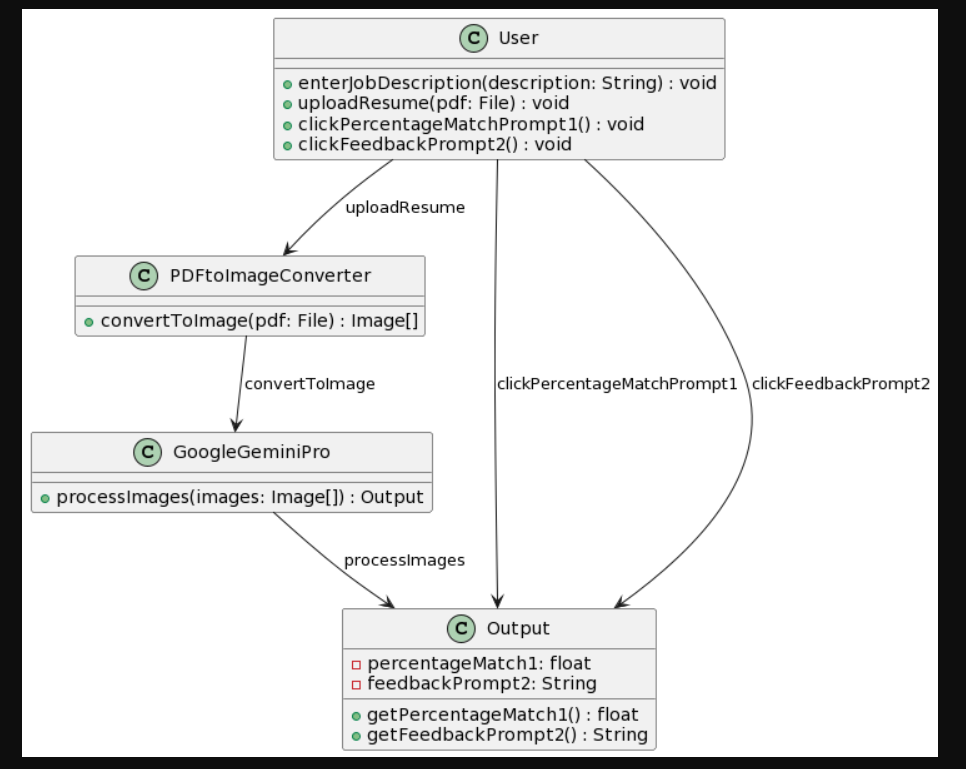 C User
enterJobDescription(description: String) : void
uploadResume(pdf: File) : void
clickPercentageMatchPrompt1() : void
clickFeedbackPrompt2() : void
uploadResume
C PDFtoImageConverter
convertToImage(pdf: File) : Image[]
convertToImage
clickPercentageMatchPrompt1
clickFeedbackPrompt2
C GoogleGeminiPro
processImages(images: Image[]) : Output
processImages
C Output
percentageMatch1: float
feedbackPrompt2: String
getPercentageMatch1() : float
getFeedbackPrompt2() : String